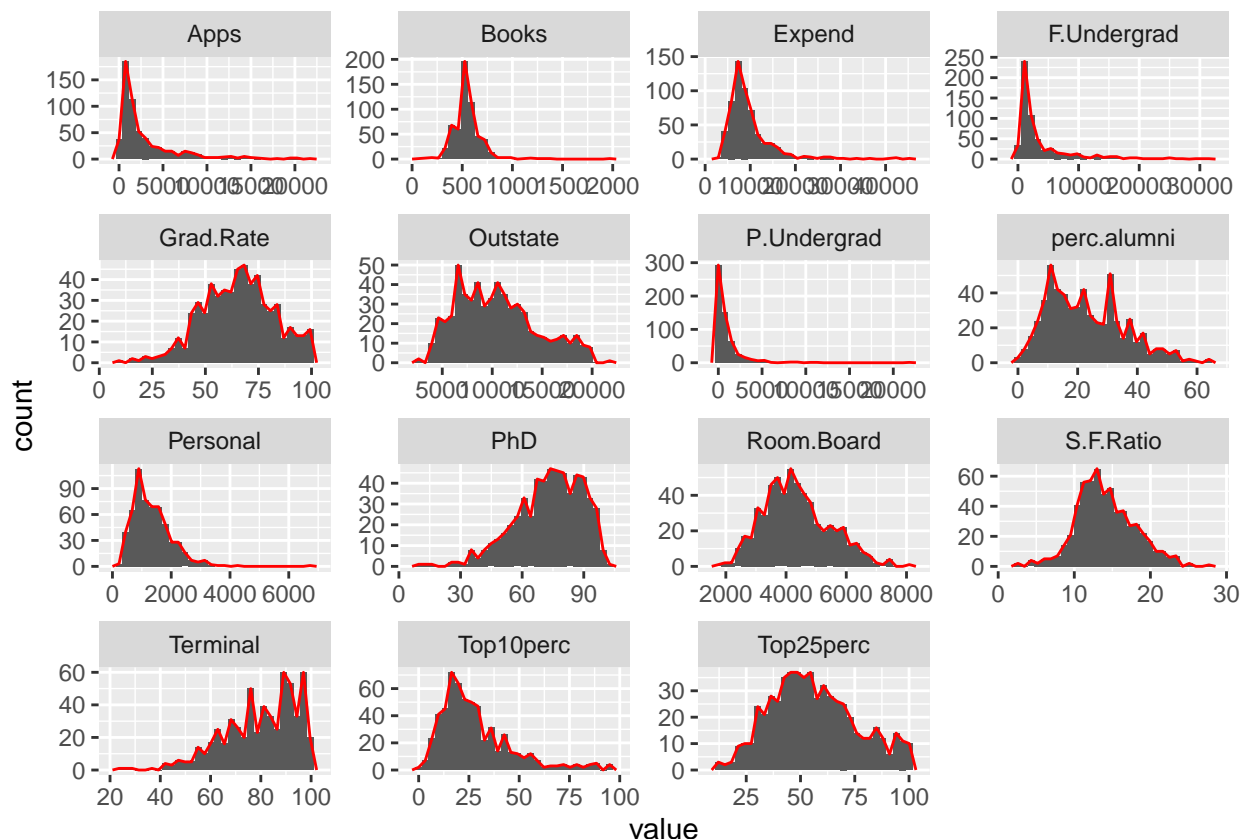 Apps
Books
Expend
F.Undergrad
150
100
50
0
0 5000 10000 15000 20000
200
150
100
50
0
0 500 1000 1500 2000
150
100
50
0
0 10000 20000 30000 40000
250
200
150
100
50
0
0 10000 20000 30000
Grad.Rate
Outstate
P.Undergrad
perc.alumni
40
30
20
10
0
0 25 50 75 100
50
40
30
20
10
0
5000 10000 15000 20000
300
200
100
0
0 5000 10000 15000 20000
40
20
0
0 20 40 60
Personal
PhD
Room.Board
S.F.Ratio
90
60
30
0
0 2000 4000 6000
40
30
20
10
0
0 30 60 90
40
20
0
2000 4000 6000 8000
60
40
20
0
0 10 20 30
Terminal
Top10perc
Top25perc
60
40
20
0
20 40 60 80 100
60
40
20
0
0 25 50 75 100
30
20
10
0
25 50 75 100
count
value